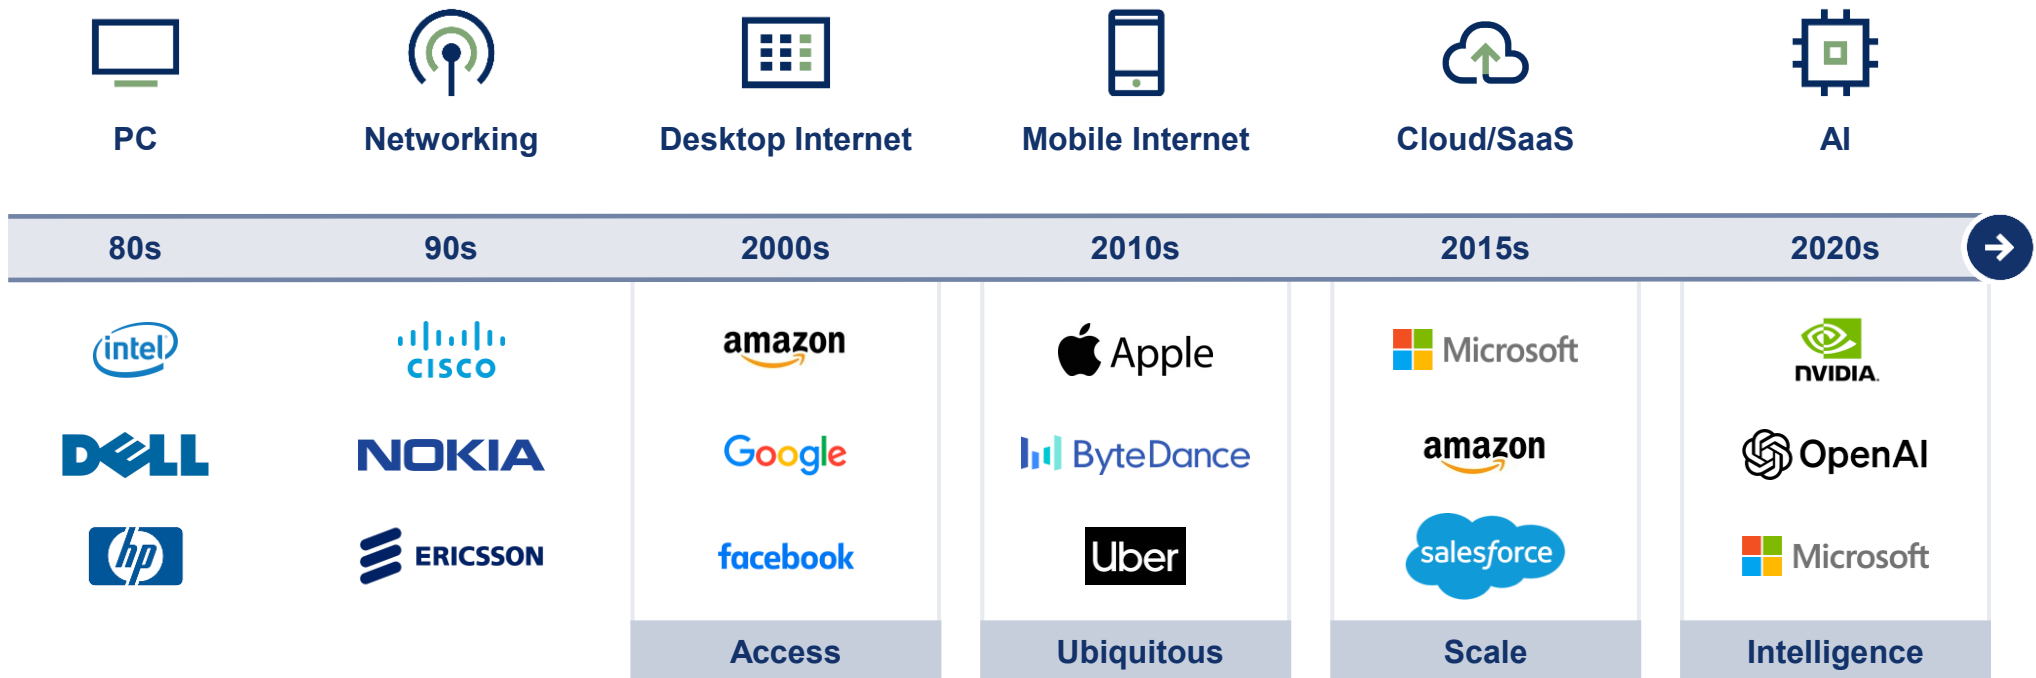 PC Networking Desktop Internet Mobile Internet Cloud/SaaS AI
80s 90s 2000s 2010s 2015s 2020s
intel CISCO amazon Apple Microsoft NVIDIA.
DELL NOKIA Google ByteDance amazon OpenAI
hp ERICSSON facebook Uber salesforce Microsoft
Access Ubiquitous Scale Intelligence